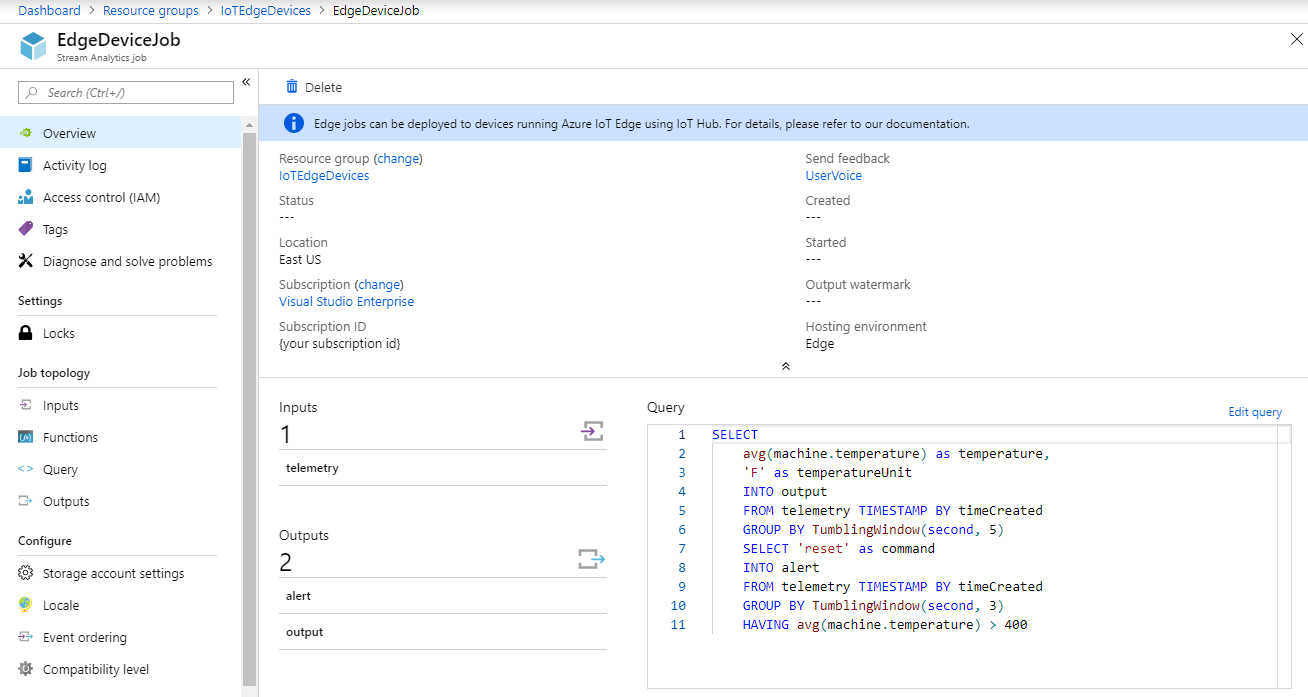 Dashboard > Resource groups > IoTEdgeDevices > EdgeDeviceJob
EdgeDeviceJob
Stream Analytics job
Search (Ctrl+/)
Overview
Activity log
Access control (IAM)
Tags
Diagnose and solve problems
Settings
Locks
Job topology
Inputs
Functions
Query
Outputs
Configure
Storage account settings
Locale
Event ordering
Compatibility level
Delete
Edge jobs can be deployed to devices running Azure IoT Edge using IoT Hub. For details, please refer to our documentation.
Resource group (change)
IoTEdgeDevices
Status
---
Location
East US
Subscription (change)
Visual Studio Enterprise
Subscription ID
{your subscription id}
Send feedback
UserVoice
Created
---
Started
---
Output watermark
---
Hosting environment
Edge
Inputs
1
telemetry
Outputs
2
alert
output
Query
Edit query
1 SELECT
2 avg(machine.temperature) as temperature,
3 'F' as temperatureUnit
4 INTO output
5 FROM telemetry TIMESTAMP BY timeCreated
6 GROUP BY TumblingWindow(second, 5)
7 SELECT 'reset' as command
8 INTO alert
9 FROM telemetry TIMESTAMP BY timeCreated
10 GROUP BY TumblingWindow(second, 3)
11 HAVING avg(machine.temperature) > 400